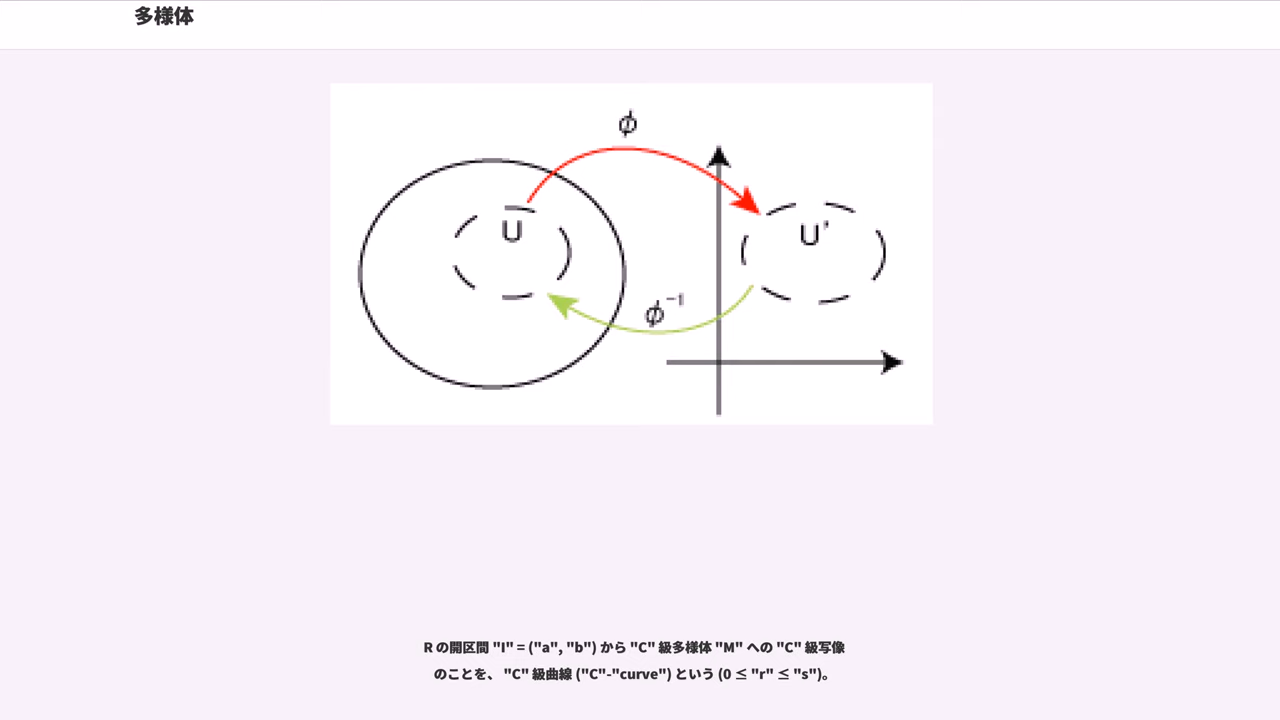 多様体
ϕ
U
U'
ϕ⁻¹
R の開区間 "I" = ("a", "b") から "C" 級多様体 "M" への "C" 級写像
のことを、 "C" 級曲線 ("C"-"curve") という (0 ≤ "r" ≤ "s")。